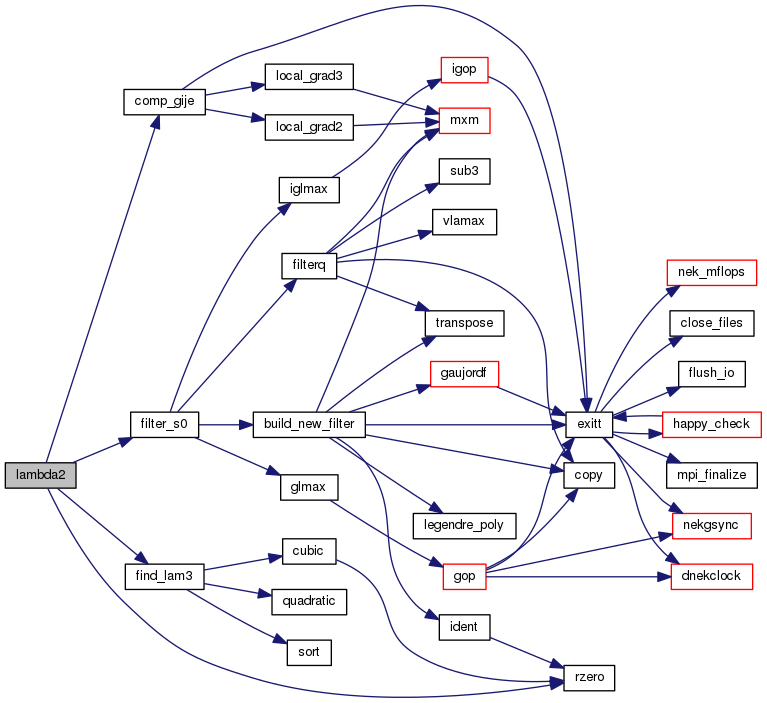 local_grad3
igop
comp_gije
mxm
local_grad2
sub3
iglmax
vlamax
filterq
nek_mflops
transpose
close_files
gaujordf
flush_io
filter_s0
build_new_filter
exitt
happy_check
lambda2
copy
mpi_finalize
glmax
legendre_poly
nekgsync
cubic
find_lam3
gop
dnekclock
quadratic
ident
sort
rzero